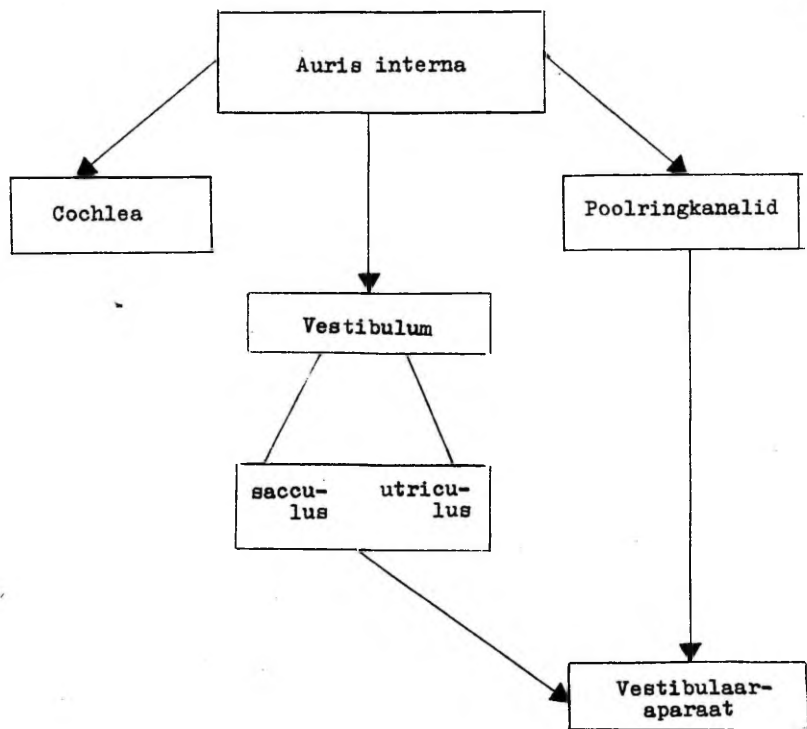 Auris interna
Cochlea
Poolringkanalid
Vestibulum
saccu-
lus
utricu-
lus
Vestibulaar-
aparaat